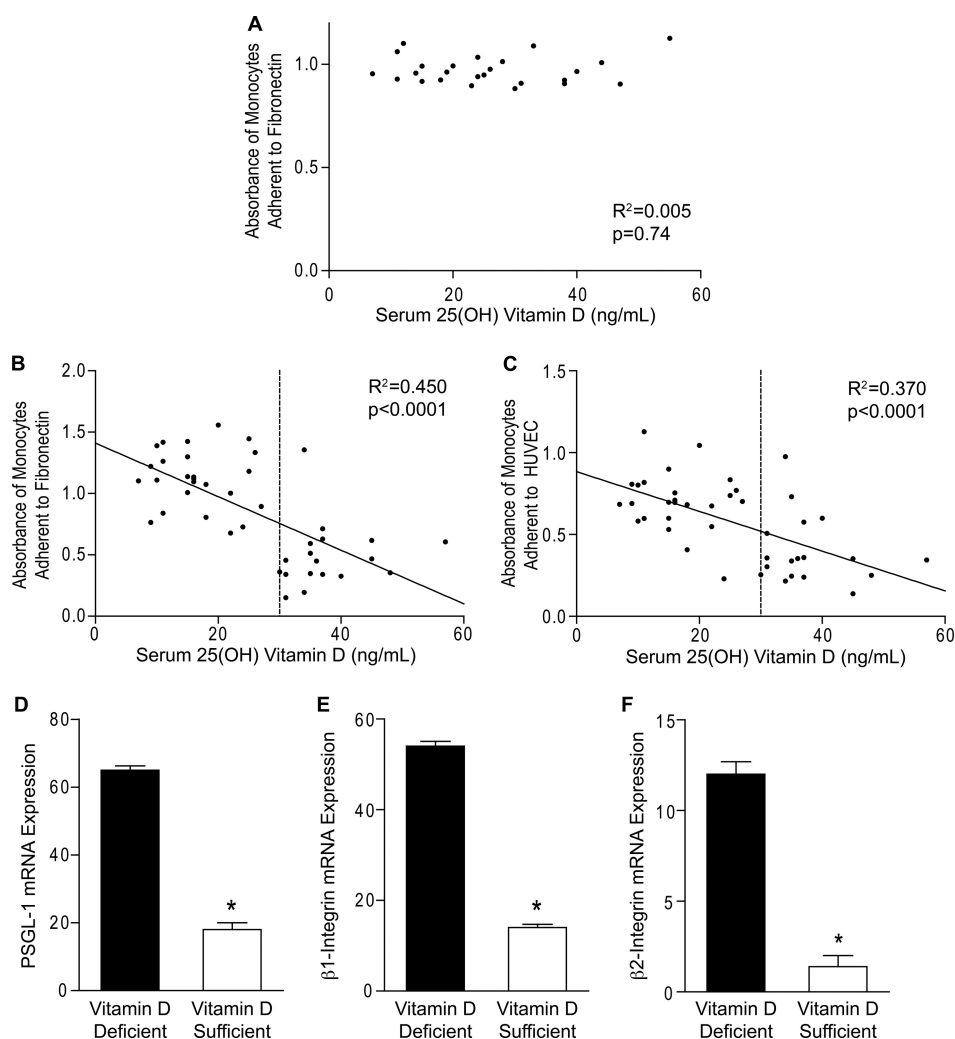 A
Absorbance of Monocytes
Adherent to Fibronectin
1.0
0.5
0.0
R²=0.005
p=0.74
0 20 40 60
Serum 25(OH) Vitamin D (ng/mL)
B
Absorbance of Monocytes
Adherent to Fibronectin
2.0
1.5
1.0
0.5
0.0
R²=0.450
p<0.0001
0 20 40 60
Serum 25(OH) Vitamin D (ng/mL)
C
Absorbance of Monocytes
Adherent to HUVEC
1.5
1.0
0.5
0.0
R²=0.370
p<0.0001
0 20 40 60
Serum 25(OH) Vitamin D (ng/mL)
D
PSGL-1 mRNA Expression
80
60
40
20
0
*
Vitamin D Vitamin D
Deficient Sufficient
E
β1-Integrin mRNA Expression
60
40
20
0
*
Vitamin D Vitamin D
Deficient Sufficient
F
β2-Integrin mRNA Expression
15
10
5
0
*
Vitamin D Vitamin D
Deficient Sufficient